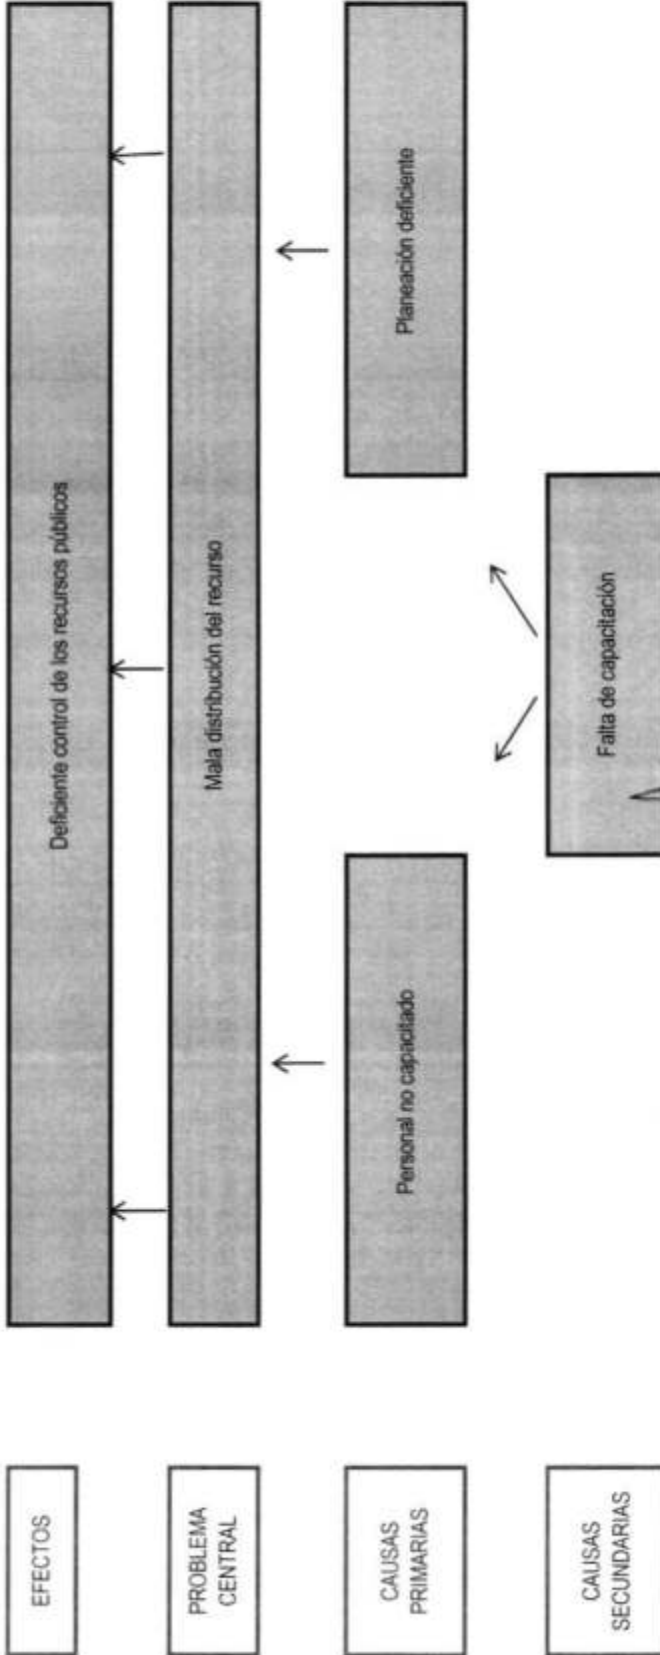 EFECTOS
Deficiente control de los recursos públicos
PROBLEMA
CENTRAL
Mala distribución del recurso
CAUSAS
PRIMARIAS
Personal no capacitado
Planeación deficiente
CAUSAS
SECUNDARIAS
Falta de capacitación